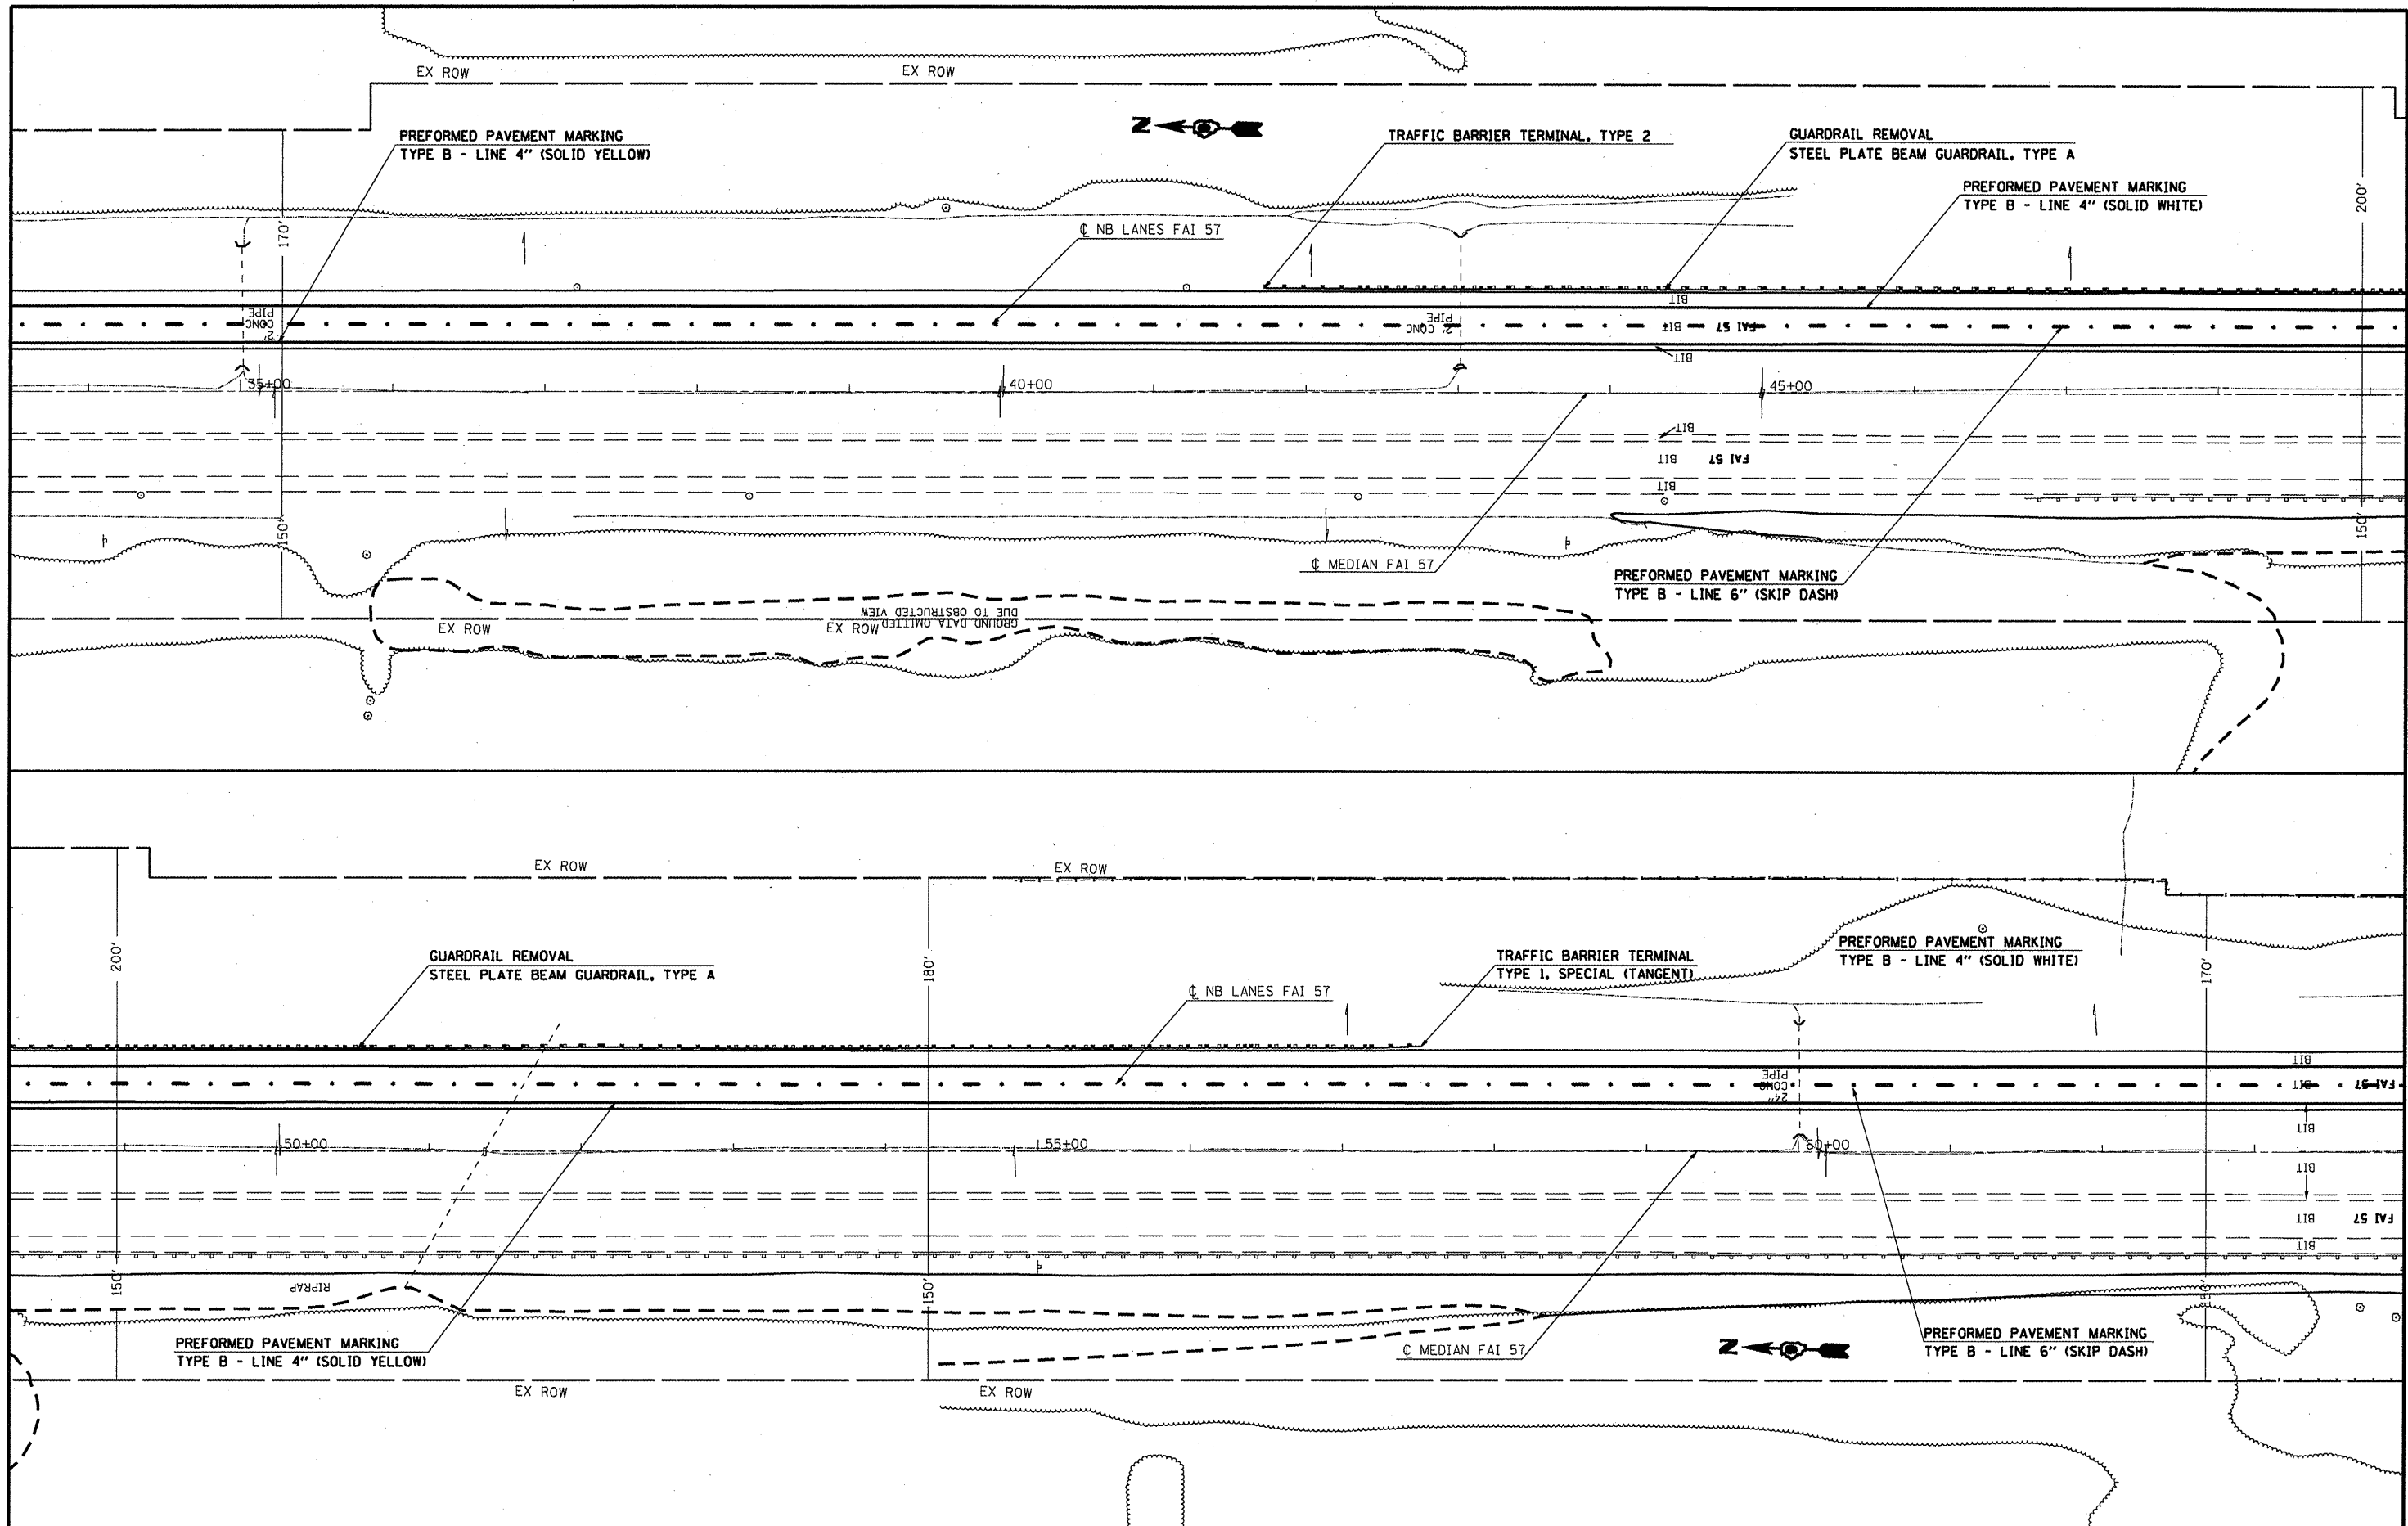 EX ROW
EX ROW
PREFORMED PAVEMENT MARKING
TYPE B - LINE 4" (SOLID YELLOW)
N
TRAFFIC BARRIER TERMINAL, TYPE 2
GUARDRAIL REMOVAL
STEEL PLATE BEAM GUARDRAIL, TYPE A
PREFORMED PAVEMENT MARKING
TYPE B - LINE 4" (SOLID WHITE)
200'
170'
℄ NB LANES FAI 57
BIT
2' CONC
PIPE
2' CONC
PIPE
BIT
FAI 57
BIT
35+00
40+00
45+00
BIT
BIT
FAI 57
BIT
150'
150'
℄ MEDIAN FAI 57
PREFORMED PAVEMENT MARKING
TYPE B - LINE 6" (SKIP DASH)
GROUND DATA OMITTED
DUE TO OBSTRUCTED VIEW
EX ROW
EX ROW
EX ROW
EX ROW
200'
GUARDRAIL REMOVAL
STEEL PLATE BEAM GUARDRAIL, TYPE A
180'
℄ NB LANES FAI 57
TRAFFIC BARRIER TERMINAL
TYPE 1, SPECIAL (TANGENT)
PREFORMED PAVEMENT MARKING
TYPE B - LINE 4" (SOLID WHITE)
170'
BIT
24"
CONC
PIPE
BIT
FAI 57
BIT
50+00
55+00
60+00
BIT
BIT
FAI 57
BIT
150'
RIPRAP
150'
150'
PREFORMED PAVEMENT MARKING
TYPE B - LINE 4" (SOLID YELLOW)
℄ MEDIAN FAI 57
N
PREFORMED PAVEMENT MARKING
TYPE B - LINE 6" (SKIP DASH)
EX ROW
EX ROW